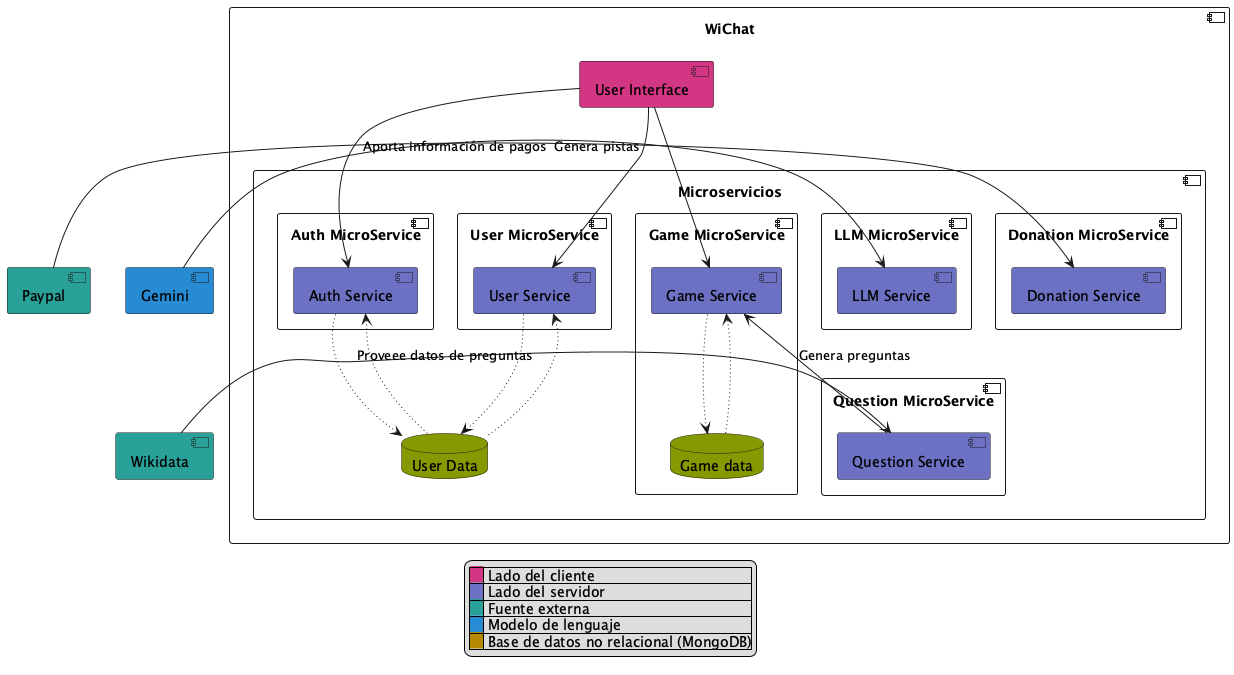 WiChat
User Interface
Aporta información de pagos
Genera pistas
Microservicios
Auth MicroService
User MicroService
Game MicroService
LLM MicroService
Donation MicroService
Paypal
Gemini
Auth Service
User Service
Game Service
LLM Service
Donation Service
Proveee datos de preguntas
Genera preguntas
Question MicroService
Wikidata
User Data
Game data
Question Service
Lado del cliente
Lado del servidor
Fuente externa
Modelo de lenguaje
Base de datos no relacional (MongoDB)